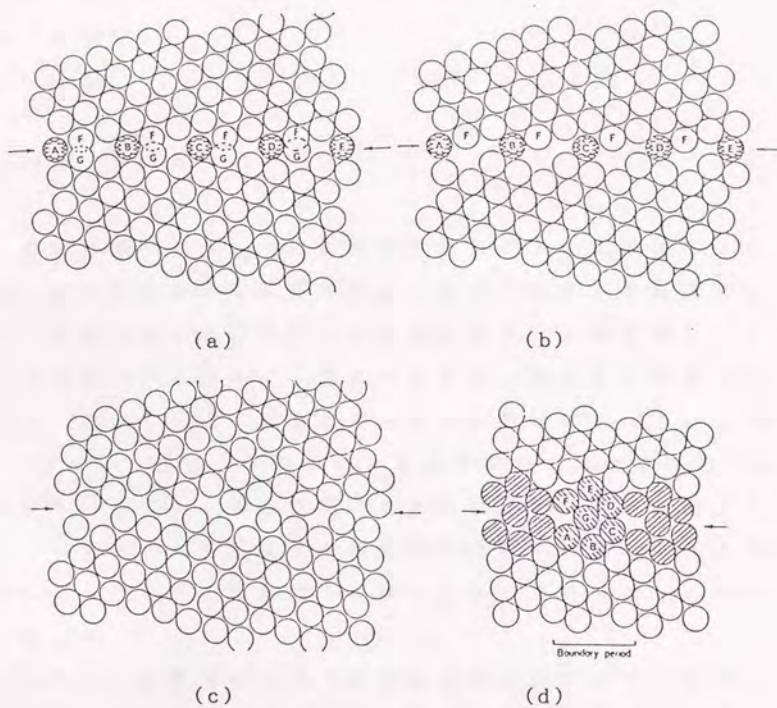 F F F F
A B C D E
G G G G
(a)
F F F F
A B C D E
(b)
(c)
F E
G D
A B C
Boundary period
(d)